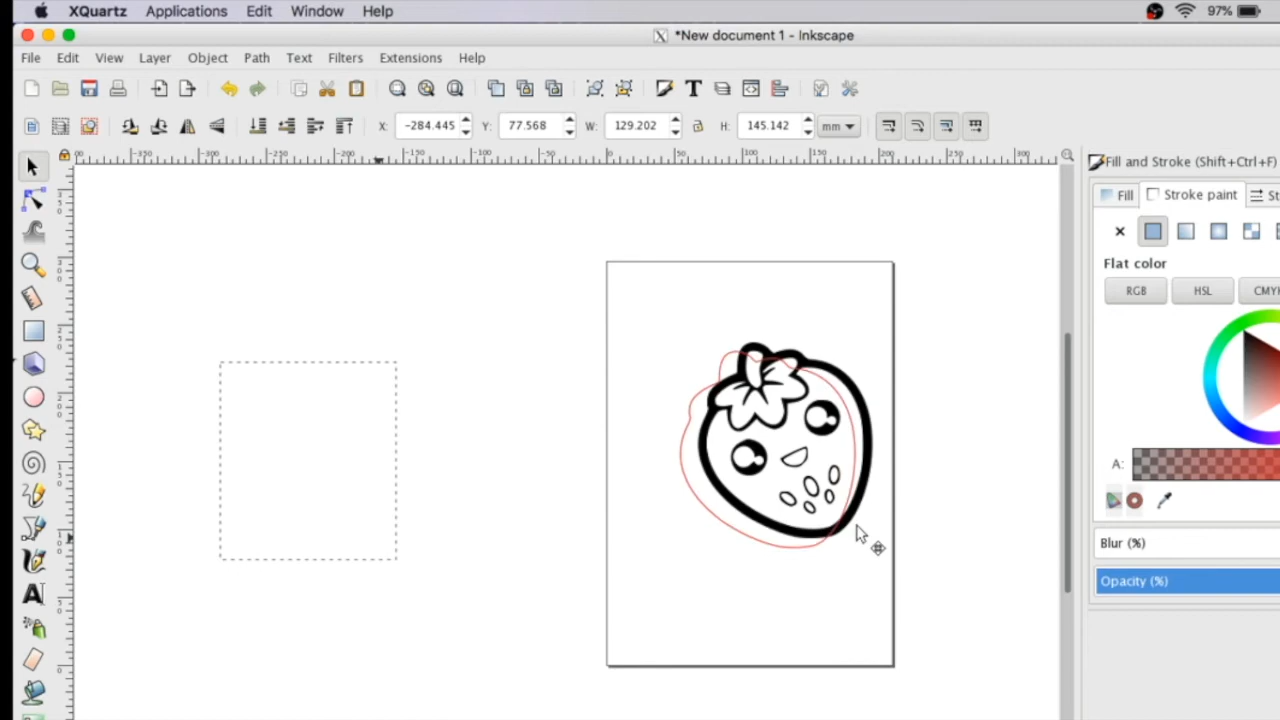 XQuartz Applications Edit Window Help 97%
*New document 1 - Inkscape
File Edit View Layer Object Path Text Filters Extensions Help
X: -284.445 Y: 77.568 W: 129.202 H: 145.142 mm
Fill and Stroke (Shift+Ctrl+F)
Fill Stroke paint St
Flat color
RGB HSL CMYK
A:
Blur (%)
Opacity (%)